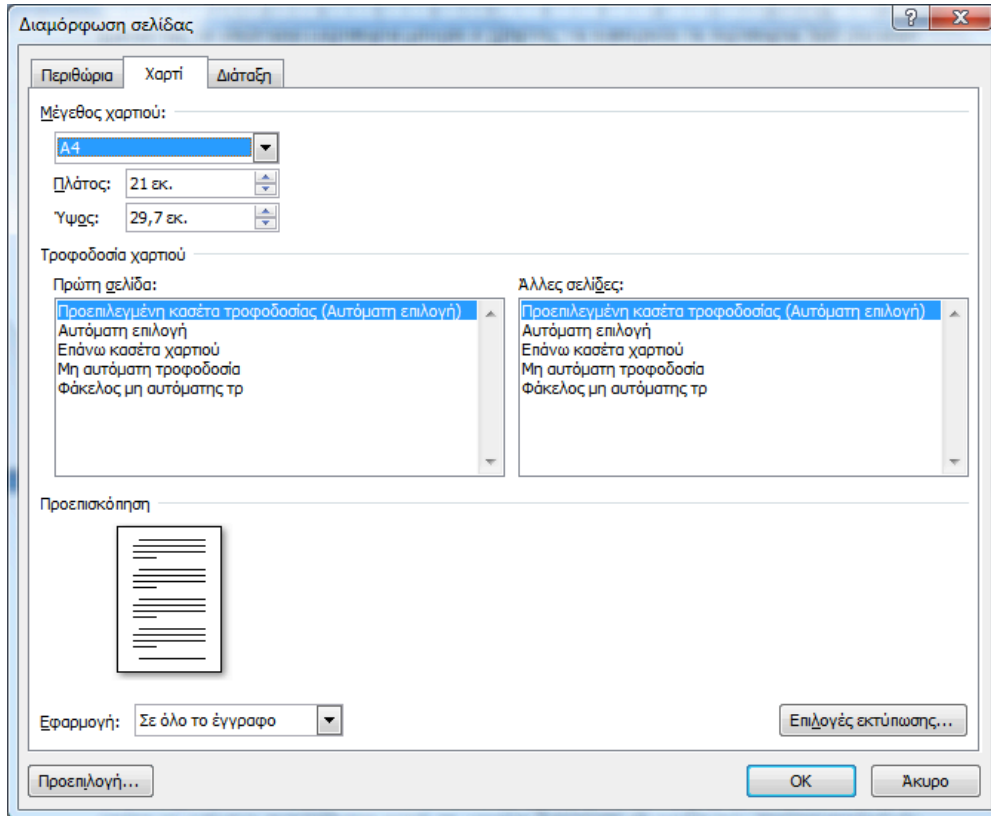 Διαμόρφωση σελίδας
Περιθώρια Χαρτί Διάταξη
Μέγεθος χαρτιού:
A4
Πλάτος: 21 εκ.
Ύψος: 29,7 εκ.
Τροφοδοσία χαρτιού
Πρώτη σελίδα:
Προεπιλεγμένη κασέτα τροφοδοσίας (Αυτόματη επιλογή)
Αυτόματη επιλογή
Επάνω κασέτα χαρτιού
Μη αυτόματη τροφοδοσία
Φάκελος μη αυτόματης τρ
Άλλες σελίδες:
Προεπιλεγμένη κασέτα τροφοδοσίας (Αυτόματη επιλογή)
Αυτόματη επιλογή
Επάνω κασέτα χαρτιού
Μη αυτόματη τροφοδοσία
Φάκελος μη αυτόματης τρ
Προεπισκόπηση
Εφαρμογή: Σε όλο το έγγραφο
Επιλογές εκτύπωσης...
Προεπιλογή...
OK
Άκυρο